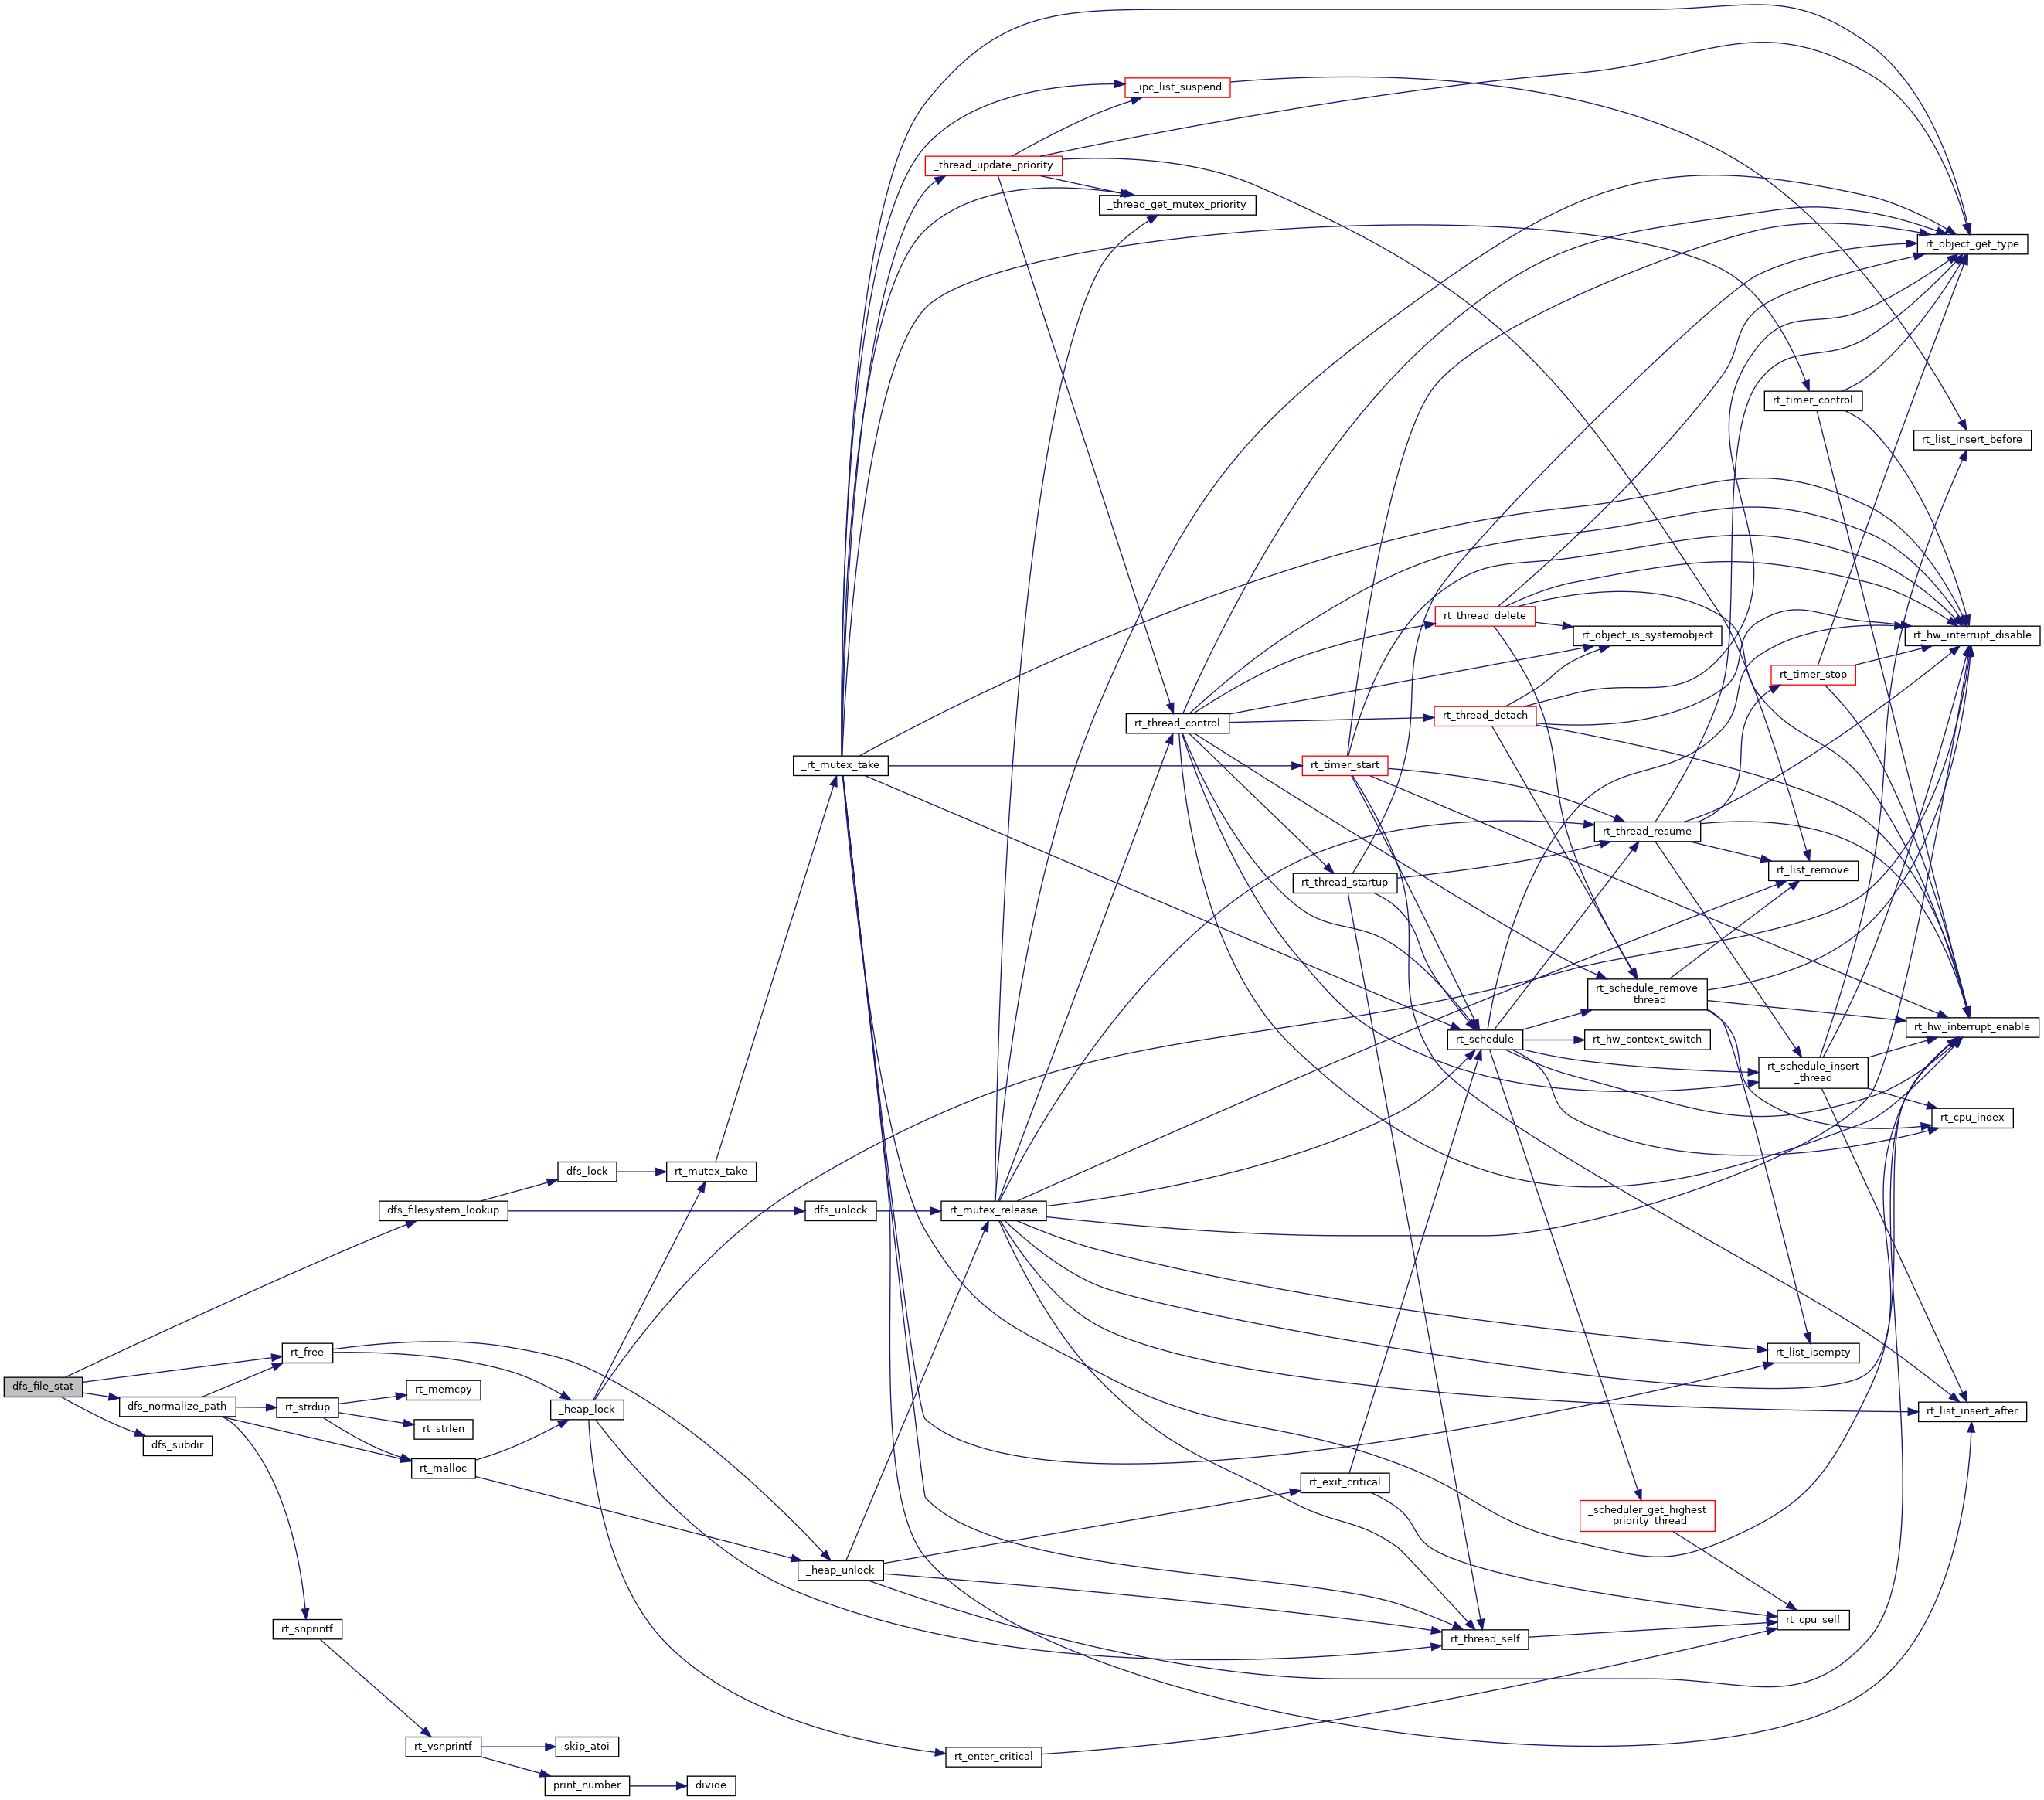 _ipc_list_suspend
_thread_update_priority
_thread_get_mutex_priority
rt_object_get_type
rt_timer_control
rt_list_insert_before
rt_thread_delete
rt_object_is_systemobject
rt_hw_interrupt_disable
rt_timer_stop
rt_thread_detach
rt_thread_control
_rt_mutex_take
rt_timer_start
rt_thread_resume
rt_list_remove
rt_thread_startup
rt_schedule_remove
_thread
rt_hw_interrupt_enable
rt_schedule
rt_hw_context_switch
rt_schedule_insert
_thread
rt_cpu_index
dfs_lock
rt_mutex_take
dfs_filesystem_lookup
dfs_unlock
rt_mutex_release
rt_free
rt_list_isempty
dfs_file_stat
rt_memcpy
dfs_normalize_path
rt_strdup
_heap_lock
rt_list_insert_after
rt_strlen
dfs_subdir
rt_malloc
rt_exit_critical
_scheduler_get_highest
_priority_thread
_heap_unlock
rt_cpu_self
rt_snprintf
rt_thread_self
rt_vsnprintf
skip_atoi
rt_enter_critical
print_number
divide